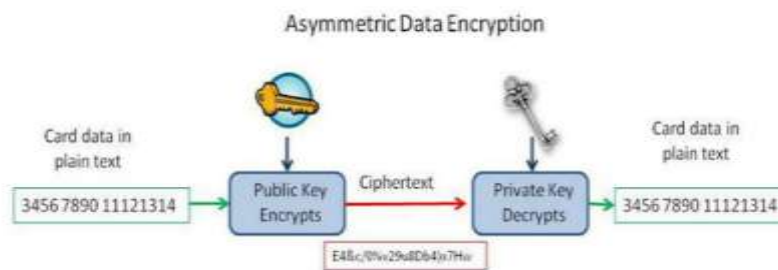 Asymmetric Data Encryption
Card data in
plain text
3456 7890 11121314
Public Key
Encrypts
Ciphertext
Private Key
Decrypts
Card data in
plain text
3456 7890 11121314